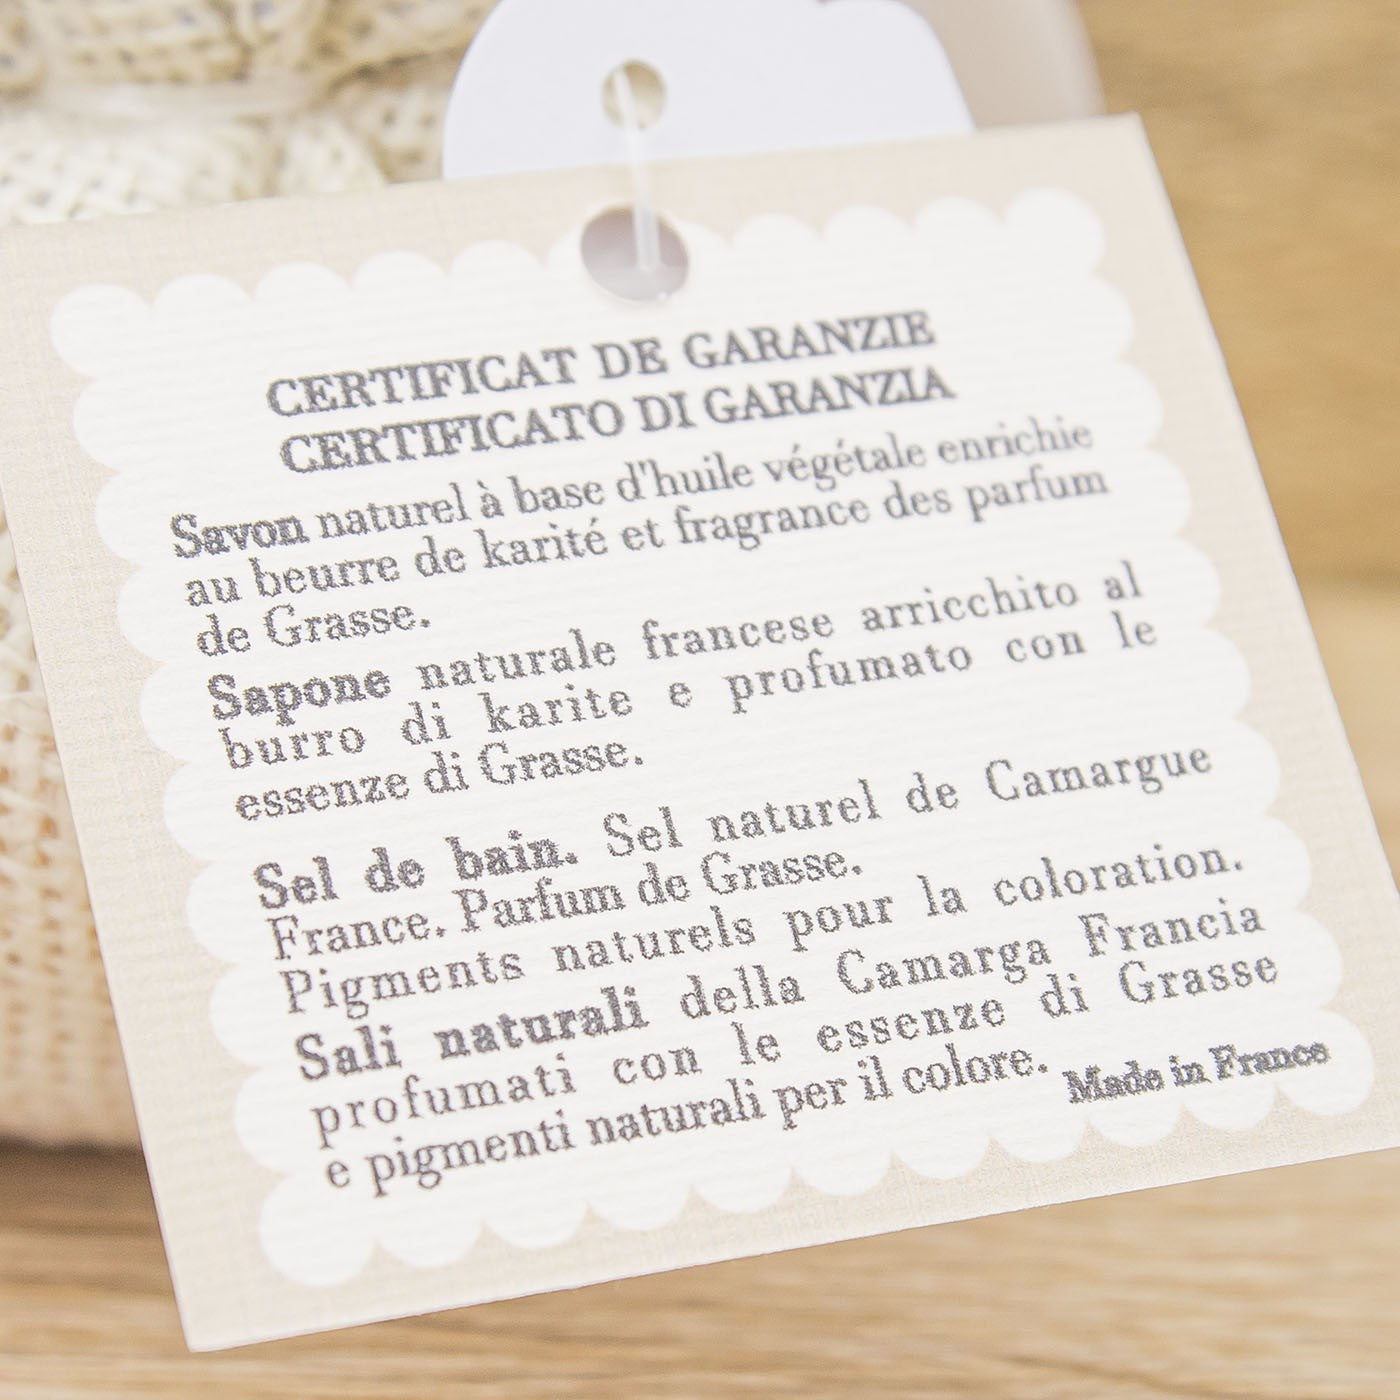 CERTIFICAT DE GARANZIE
CERTIFICATO DI GARANZIA
Savon naturel à base d'huile végétale enrichie
au beurre de karité et fragrance des parfum
de Grasse.
Sapone naturale francese arricchito al
burro di karite e profumato con le
essenze di Grasse.
Sel de bain. Sel naturel de Camargue
France. Parfum de Grasse.
Pigments naturels pour la coloration.
Sali naturali della Camarga Francia
profumati con le essenze di Grasse
e pigmenti naturali per il colore.
Made in France